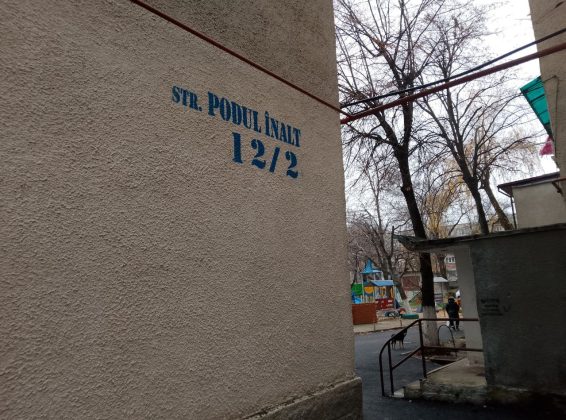 STR. PODUL ÎNALT
12/2